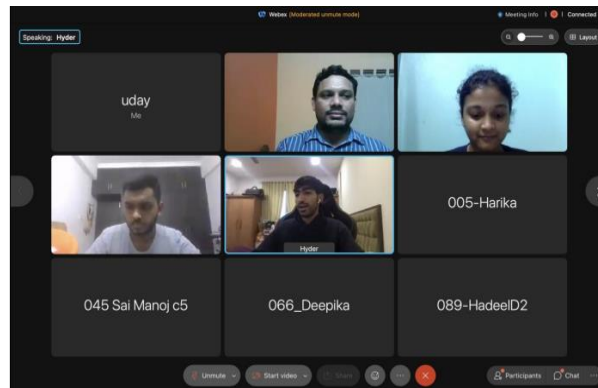 Webex (Moderated unmute mode)
Meeting Info
Connected
Speaking: Hyder
Layout
uday
Me
Hyder
005-Harika
045 Sai Manoj c5
066_Deepika
089-HadeelD2
Unmute
Start video
Share
Participants
Chat